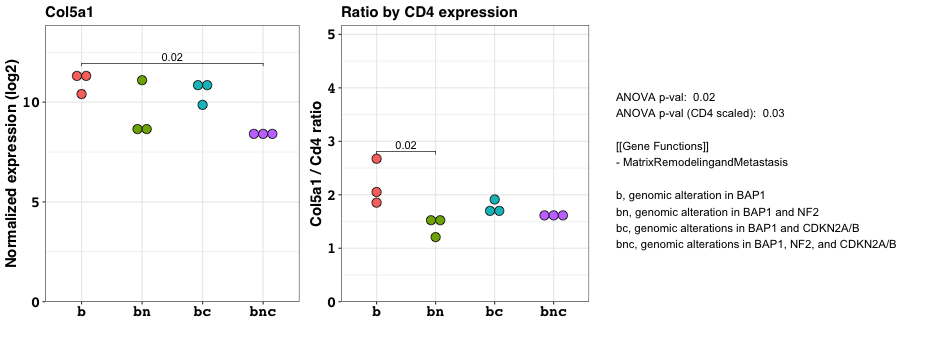 Col5a1
Normalized expression (log2)
10
5
0
0.02
b bn bc bnc
Ratio by CD4 expression
Col5a1 / Cd4 ratio
5
4
3
2
1
0
0.02
b bn bc bnc
ANOVA p-val: 0.02
ANOVA p-val (CD4 scaled): 0.03
[[Gene Functions]]
- MatrixRemodelingandMetastasis
b, genomic alteration in BAP1
bn, genomic alteration in BAP1 and NF2
bc, genomic alterations in BAP1 and CDKN2A/B
bnc, genomic alterations in BAP1, NF2, and CDKN2A/B